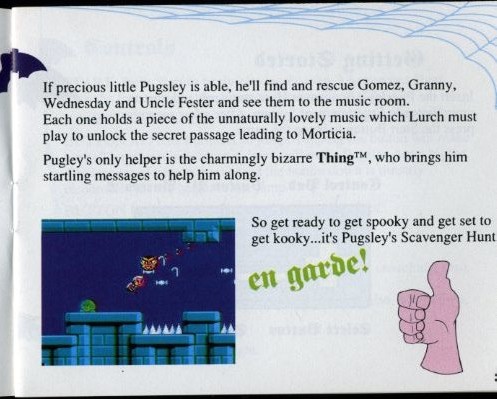 If precious little Pugsley is able, he'll find and rescue Gomez, Granny,
Wednesday and Uncle Fester and see them to the music room.
Each one holds a piece of the unnaturally lovely music which Lurch must
play to unlock the secret passage leading to Morticia.
Pugley's only helper is the charmingly bizarre Thing™, who brings him
startling messages to help him along.
So get ready to get spooky and get set to
get kooky...it's Pugsley's Scavenger Hunt
en garde!